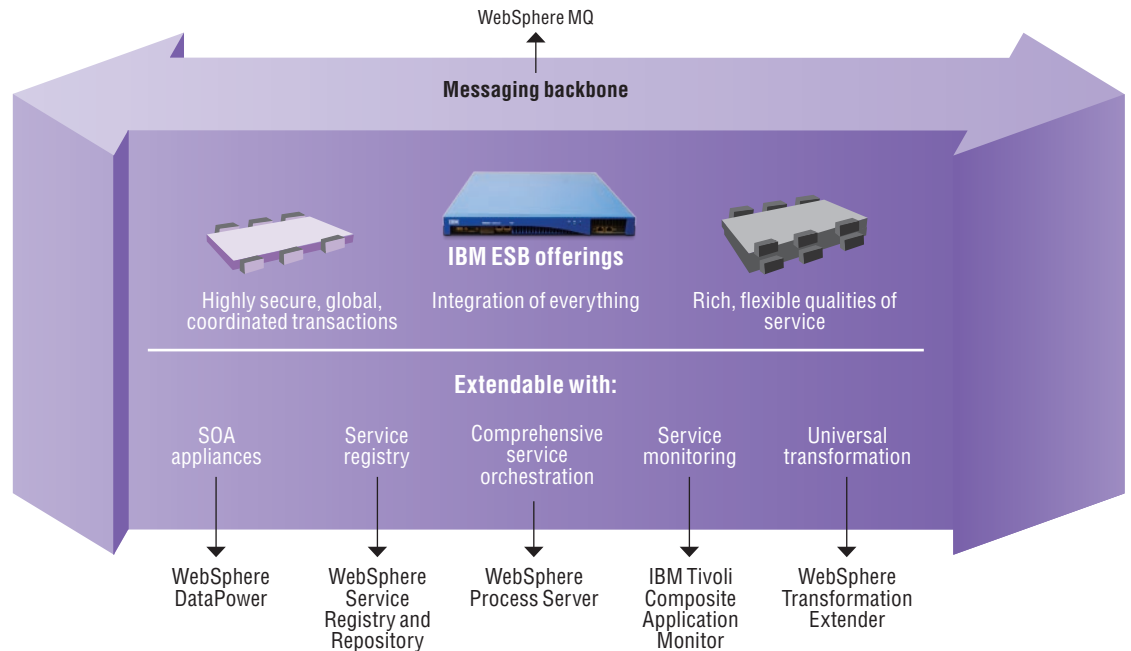 WebSphere MQ
Messaging backbone
IBM ESB offerings
Highly secure, global,
coordinated transactions
Integration of everything
Rich, flexible qualities of
service
Extendable with:
SOA
appliances
Service
registry
Comprehensive
service
orchestration
Service
monitoring
Universal
transformation
WebSphere
DataPower
WebSphere
Service
Registry and
Repository
WebSphere
Process Server
IBM Tivoli
Composite
Application
Monitor
WebSphere
Transformation
Extender